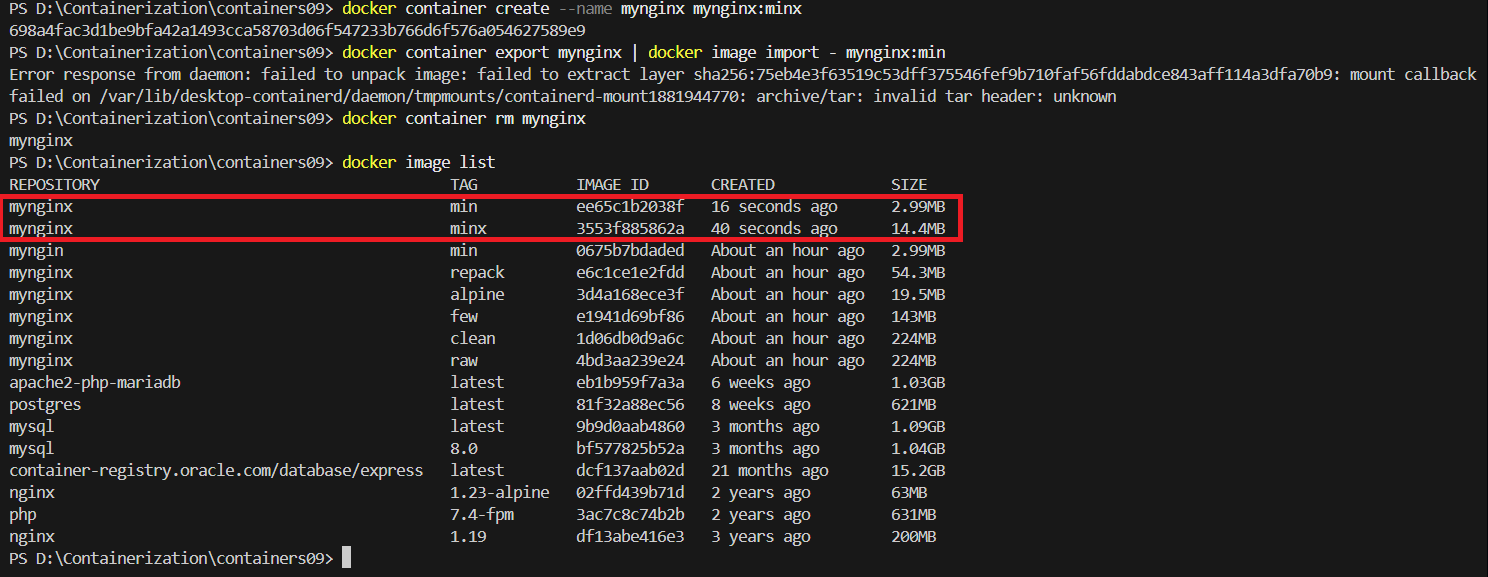 PS D:\Containerization\containers09> docker container create --name mynginx mynginx:minx
698a4fac3d1be9bfa42a1493cca58703d06f547233b766d6f576a054627589e9
PS D:\Containerization\containers09> docker container export mynginx | docker image import - mynginx:min
Error response from daemon: failed to unpack image: failed to extract layer sha256:75eb4e3f63519c53dff375546fef9b710faf56fddabdce843aff114a3dfa70b9: mount callback
failed on /var/lib/desktop-containerd/daemon/tmpmounts/containerd-mount1881944770: archive/tar: invalid tar header: unknown
PS D:\Containerization\containers09> docker container rm mynginx
mynginx
PS D:\Containerization\containers09> docker image list
REPOSITORY TAG IMAGE ID CREATED SIZE
mynginx min ee65c1b2038f 16 seconds ago 2.99MB
mynginx minx 3553f885862a 40 seconds ago 14.4MB
myngin min 0675b7bdaded About an hour ago 2.99MB
mynginx repack e6c1ce1e2fdd About an hour ago 54.3MB
mynginx alpine 3d4a168ece3f About an hour ago 19.5MB
mynginx few e1941d69bf86 About an hour ago 143MB
mynginx clean 1d06db0d9a6c About an hour ago 224MB
mynginx raw 4bd3aa239e24 About an hour ago 224MB
apache2-php-mariadb latest eb1b959f7a3a 6 weeks ago 1.03GB
postgres latest 81f32a88ec56 8 weeks ago 621MB
mysql latest 9b9d0aab4860 3 months ago 1.09GB
mysql 8.0 bf577825b52a 3 months ago 1.04GB
container-registry.oracle.com/database/express latest dcf137aab02d 21 months ago 15.2GB
nginx 1.23-alpine 02ffd439b71d 2 years ago 63MB
php 7.4-fpm 3ac7c8c74b2b 2 years ago 631MB
nginx 1.19 df13abe416e3 3 years ago 200MB
PS D:\Containerization\containers09>